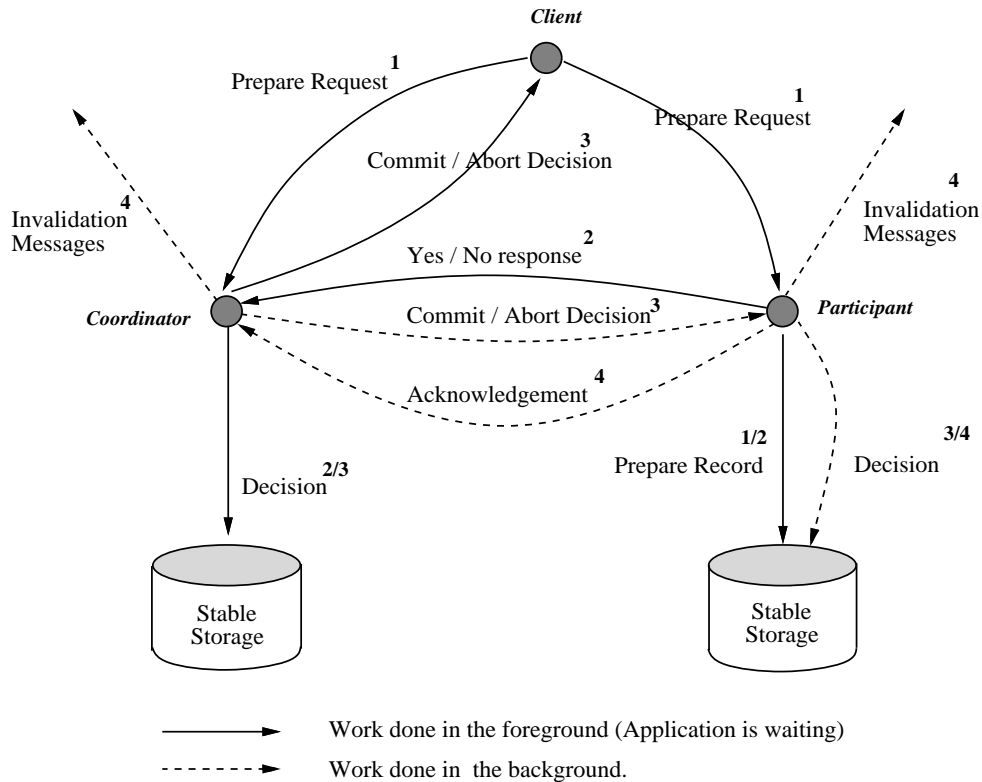 Client
1
Prepare Request
1
Prepare Request
3
Commit / Abort Decision
4
Invalidation
Messages
4
Invalidation
Messages
2
Yes / No response
Coordinator
Participant
3
Commit / Abort Decision
4
Acknowledgement
1/2
Prepare Record
3/4
Decision
2/3
Decision
Stable
Storage
Stable
Storage
Work done in the foreground (Application is waiting)
Work done in the background.